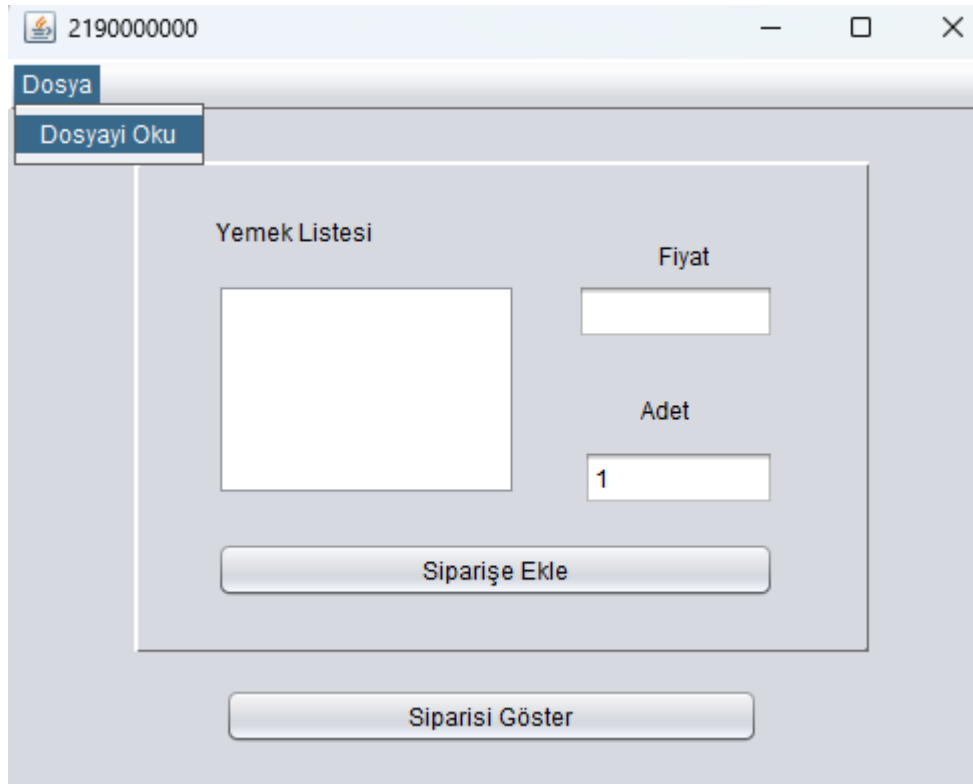 2190000000
Dosya
Dosyayi Oku
Yemek Listesi
Fiyat
Adet
1
Siparişe Ekle
Siparisi Göster